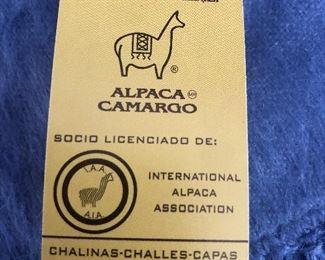 ®
ALPACA
CAMARGO
SOCIO LICENCIADO DE:
I.A.A.
A.I.A.
INTERNATIONAL
ALPACA
ASSOCIATION
CHALINAS-CHALLES-CAPAS